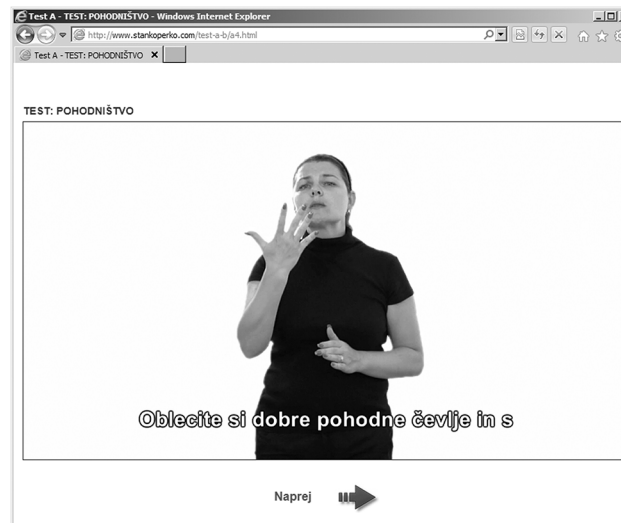 Test A - TEST: POHODNIŠTVO - Windows Internet Explorer
http://www.stankoperko.com/test-a-b/a4.html
Test A - TEST: POHODNIŠTVO
TEST: POHODNIŠTVO
Oblecite si dobre pohodne čevlje in s
Naprej